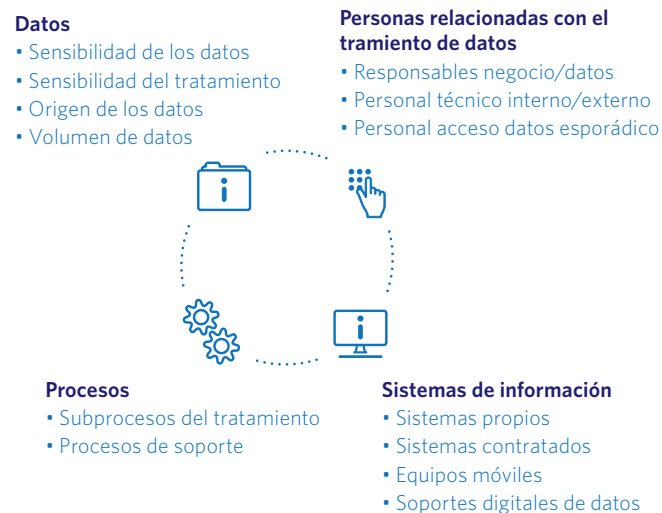 Datos
• Sensibilidad de los datos
• Sensibilidad del tratamiento
• Origen de los datos
• Volumen de datos
Personas relacionadas con el
tramiento de datos
• Responsables negocio/datos
• Personal técnico interno/externo
• Personal acceso datos esporádico
Procesos
• Subprocesos del tratamiento
• Procesos de soporte
Sistemas de información
• Sistemas propios
• Sistemas contratados
• Equipos móviles
• Soportes digitales de datos